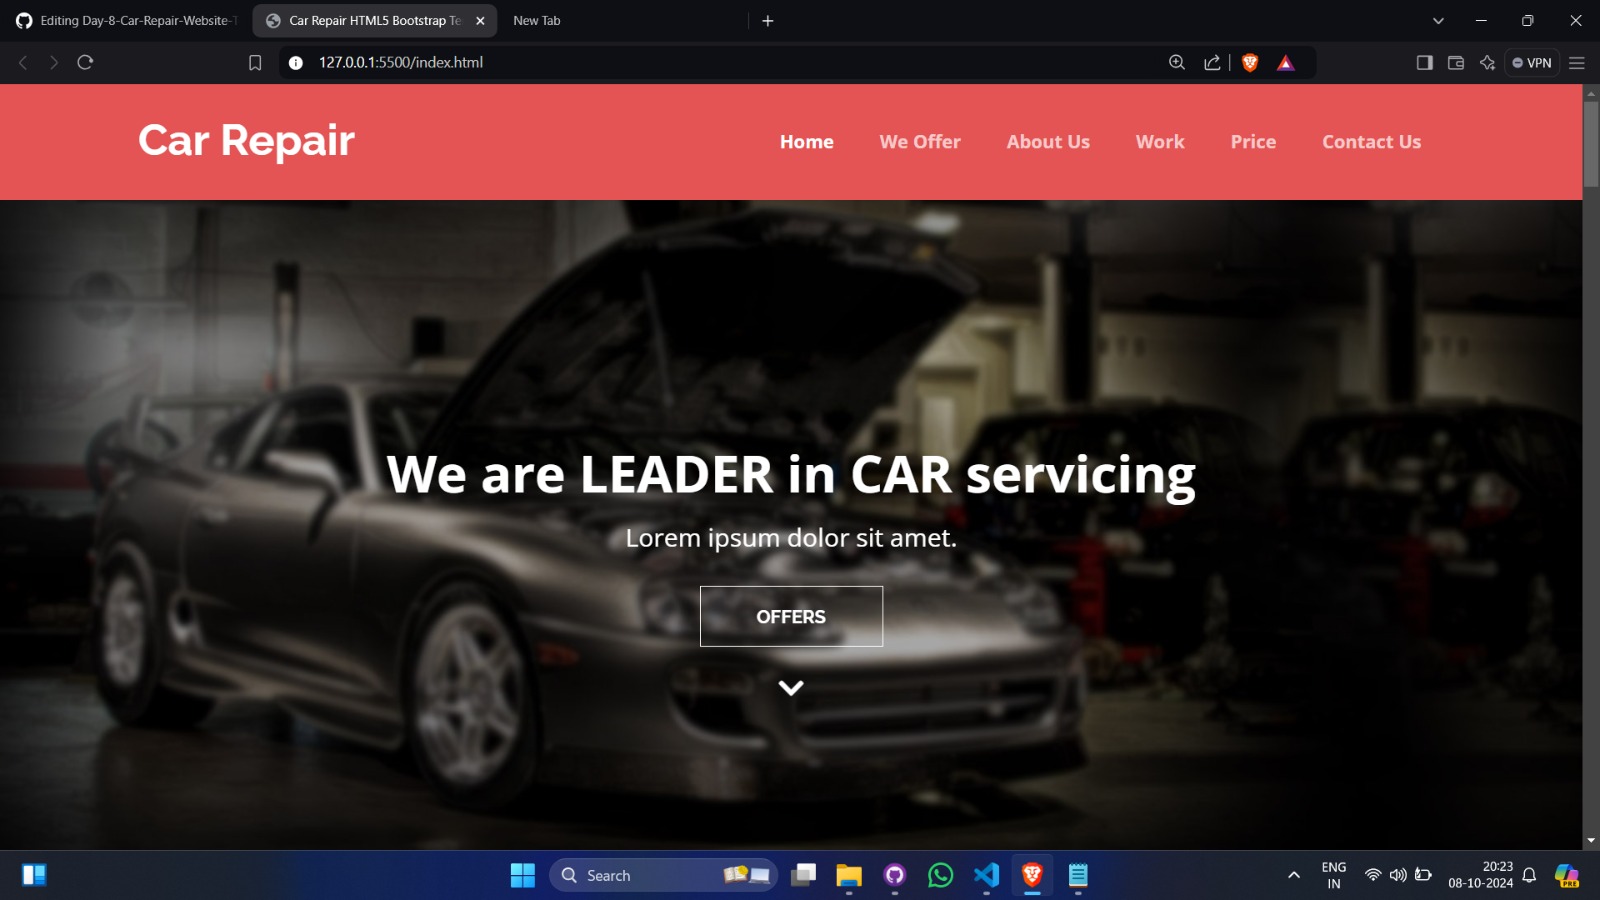 Editing Day-8-Car-Repair-Website-T
Car Repair HTML5 Bootstrap Te
New Tab
127.0.0.1:5500/index.html
VPN
Car Repair
Home
We Offer
About Us
Work
Price
Contact Us
We are LEADER in CAR servicing
Lorem ipsum dolor sit amet.
OFFERS
Search
ENG
IN
20:23
08-10-2024
PRE